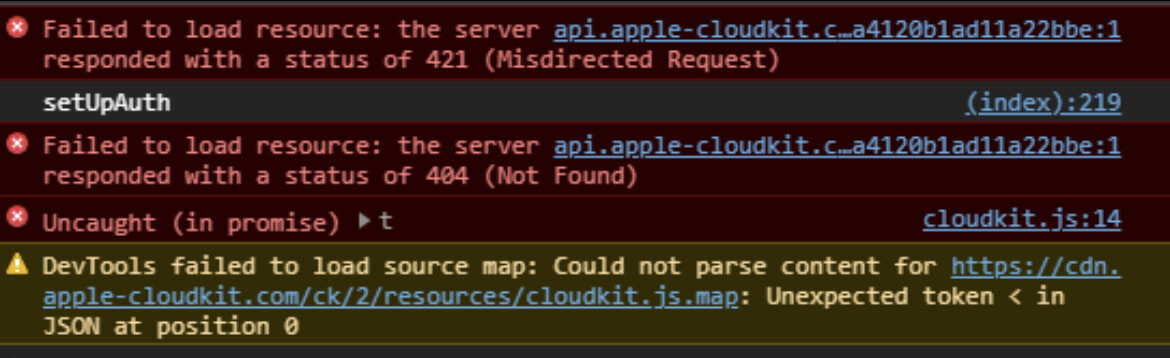 Failed to load resource: the server api.apple-cloudkit.c…a4120b1ad11a22bbe:1
responded with a status of 421 (Misdirected Request)
setUpAuth (index):219
Failed to load resource: the server api.apple-cloudkit.c…a4120b1ad11a22bbe:1
responded with a status of 404 (Not Found)
Uncaught (in promise) ▶t cloudkit.js:14
DevTools failed to load source map: Could not parse content for https://cdn.
apple-cloudkit.com/ck/2/resources/cloudkit.js.map: Unexpected token < in
JSON at position 0